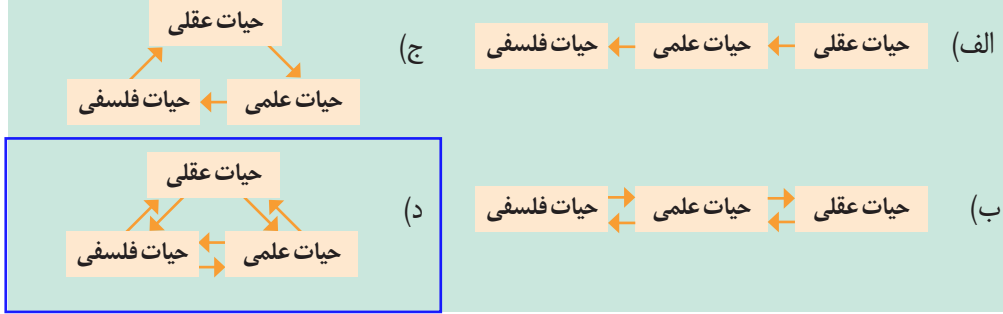 الف) حیات عقلی حیات علمی حیات فلسفی
ج) حیات عقلی
حیات علمی حیات فلسفی
ب) حیات عقلی حیات علمی حیات فلسفی
د) حیات عقلی
حیات علمی حیات فلسفی